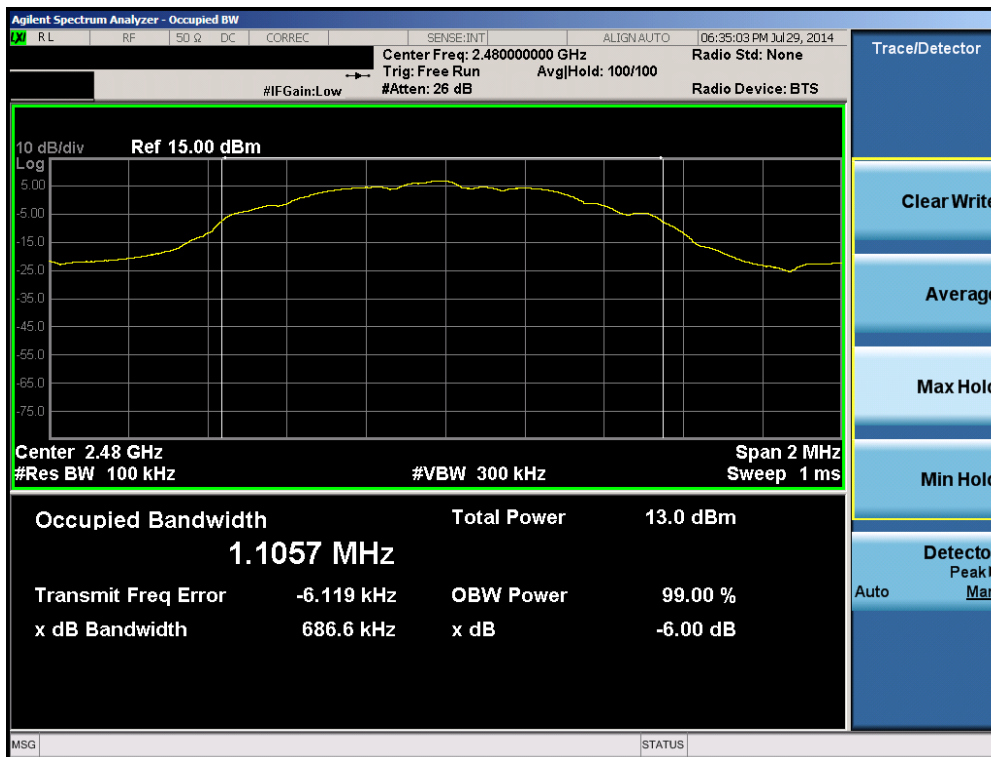 Agilent Spectrum Analyzer - Occupied BW
LXI RL RF 50 Ω DC CORREC SENSE:INT ALIGNAUTO 06:35:03 PM Jul 29, 2014
Center Freq: 2.480000000 GHz Radio Std: None
Trig: Free Run Avg|Hold: 100/100
#IFGain:Low #Atten: 26 dB Radio Device: BTS
Trace/Detector
10 dB/div Ref 15.00 dBm
Log
5.00
-5.00
-15.0
-25.0
-35.0
-45.0
-55.0
-65.0
-75.0
Center 2.48 GHz Span 2 MHz
#Res BW 100 kHz #VBW 300 kHz Sweep 1 ms
Occupied Bandwidth Total Power 13.0 dBm
1.1057 MHz
Transmit Freq Error -6.119 kHz OBW Power 99.00 %
x dB Bandwidth 686.6 kHz x dB -6.00 dB
Clear Write
Average
Max Hold
Min Hold
Detecto
Peak
Auto Man
MSG STATUS